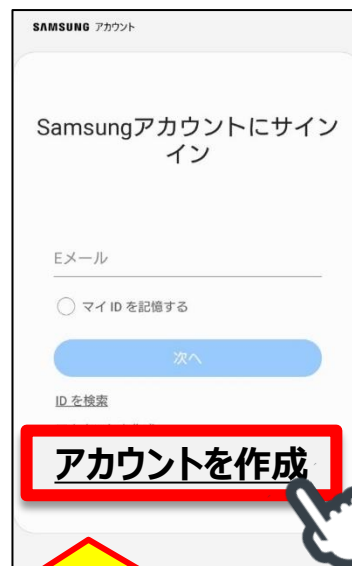 SAMSUNG アカウント
Samsungアカウントにサイン
イン
Eメール
マイ ID を記憶する
次へ
ID を検索
アカウントを作成